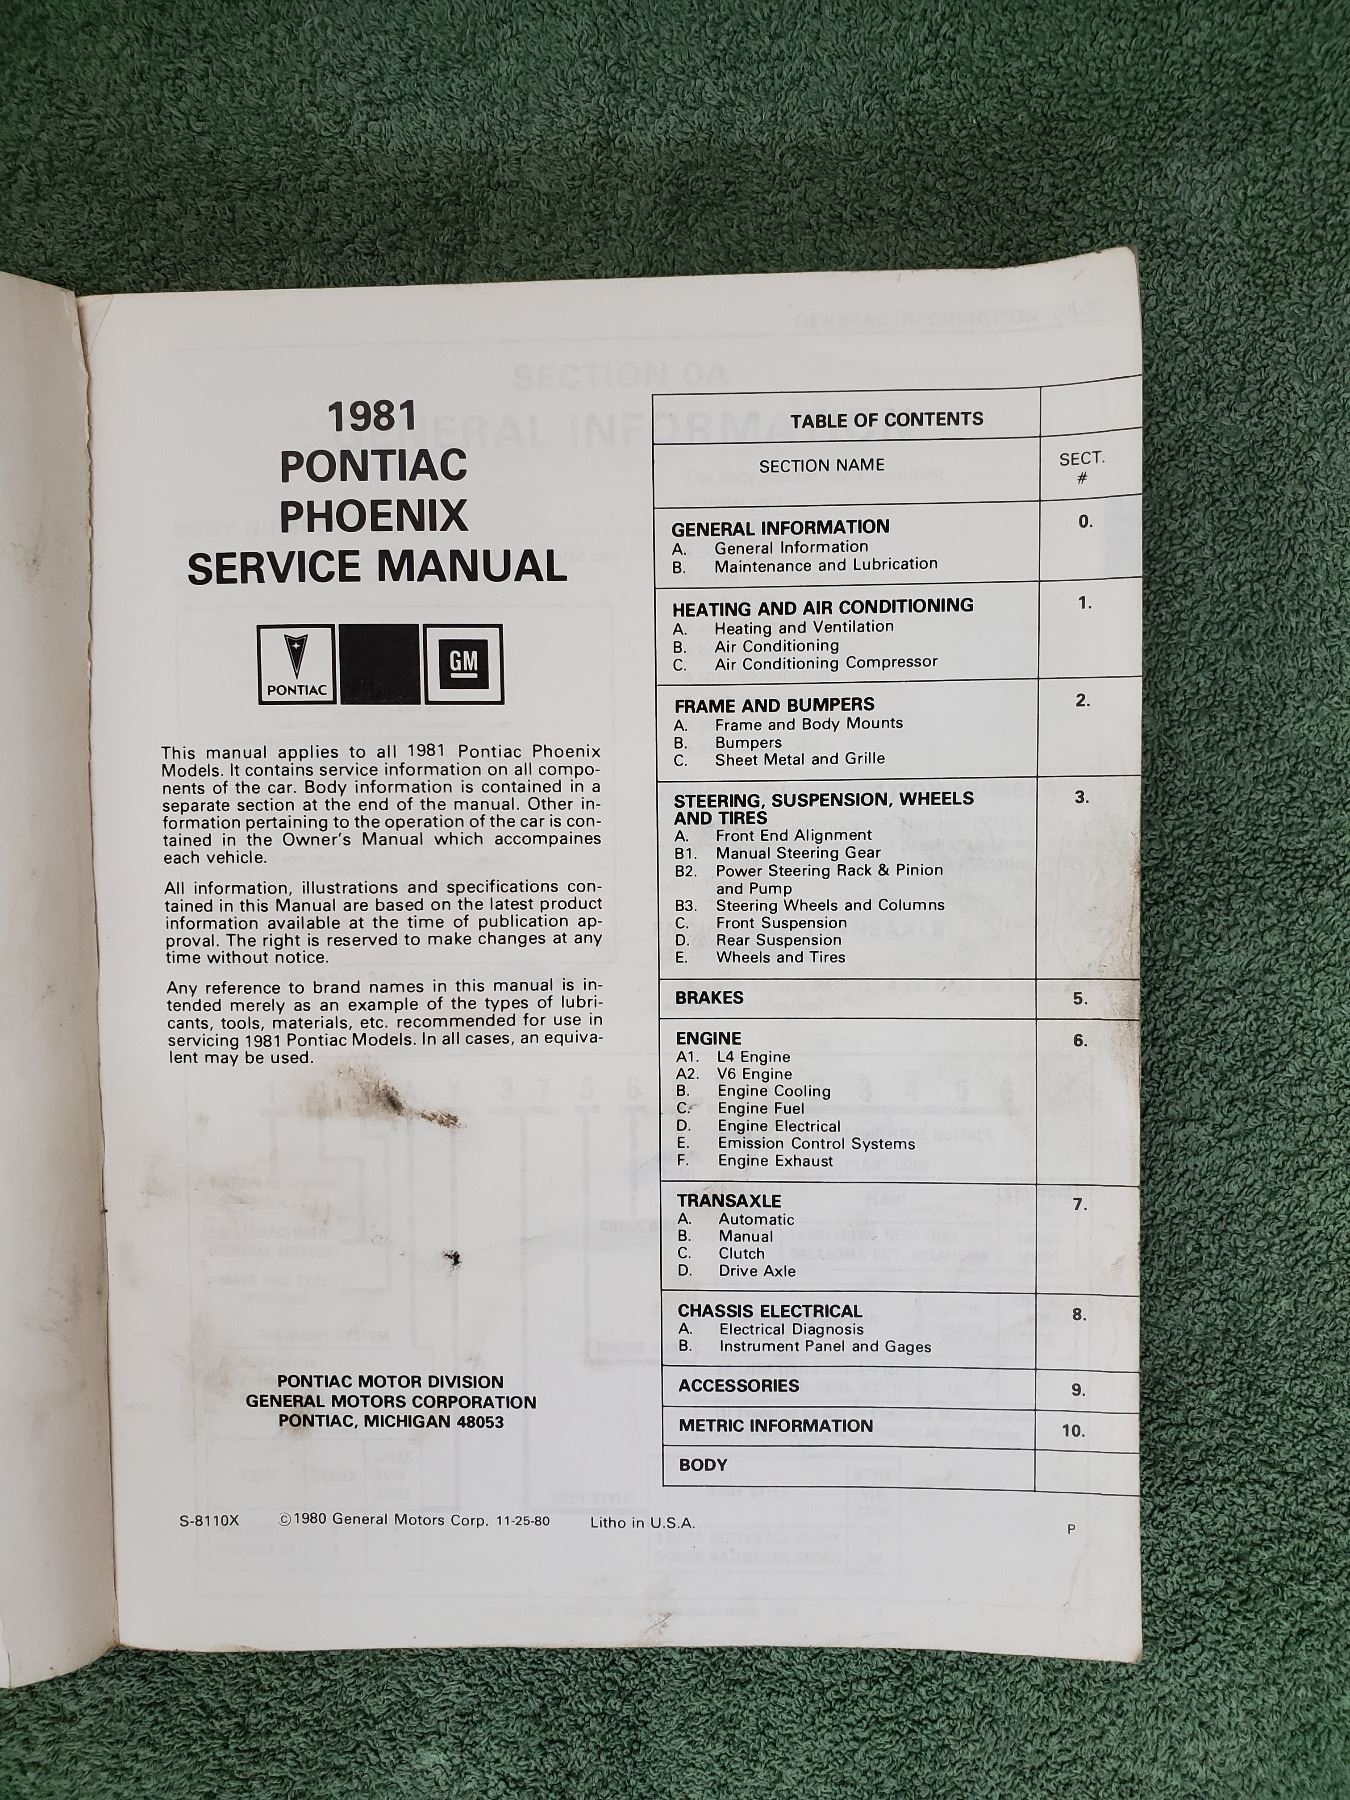 1981
PONTIAC
PHOENIX
SERVICE MANUAL
PONTIAC
GM
This manual applies to all 1981 Pontiac Phoenix
Models. It contains service information on all compo-
nents of the car. Body information is contained in a
separate section at the end of the manual. Other in-
formation pertaining to the operation of the car is con-
tained in the Owner's Manual which accompaines
each vehicle.
All information, illustrations and specifications con-
tained in this Manual are based on the latest product
information available at the time of publication ap-
proval. The right is reserved to make changes at any
time without notice.
Any reference to brand names in this manual is in-
tended merely as an example of the types of lubri-
cants, tools, materials, etc. recommended for use in
servicing 1981 Pontiac Models. In all cases, an equiva-
lent may be used.
PONTIAC MOTOR DIVISION
GENERAL MOTORS CORPORATION
PONTIAC, MICHIGAN 48053
S-8110X ©1980 General Motors Corp. 11-25-80 Litho in U.S.A.
TABLE OF CONTENTS
SECTION NAME SECT.
#
GENERAL INFORMATION 0.
A. General Information
B. Maintenance and Lubrication
HEATING AND AIR CONDITIONING 1.
A. Heating and Ventilation
B. Air Conditioning
C. Air Conditioning Compressor
FRAME AND BUMPERS 2.
A. Frame and Body Mounts
B. Bumpers
C. Sheet Metal and Grille
STEERING, SUSPENSION, WHEELS 3.
AND TIRES
A. Front End Alignment
B1. Manual Steering Gear
B2. Power Steering Rack & Pinion
and Pump
B3. Steering Wheels and Columns
C. Front Suspension
D. Rear Suspension
E. Wheels and Tires
BRAKES 5.
ENGINE 6.
A1. L4 Engine
A2. V6 Engine
B. Engine Cooling
C. Engine Fuel
D. Engine Electrical
E. Emission Control Systems
F. Engine Exhaust
TRANSAXLE 7.
A. Automatic
B. Manual
C. Clutch
D. Drive Axle
CHASSIS ELECTRICAL 8.
A. Electrical Diagnosis
B. Instrument Panel and Gages
ACCESSORIES 9.
METRIC INFORMATION 10.
BODY
P